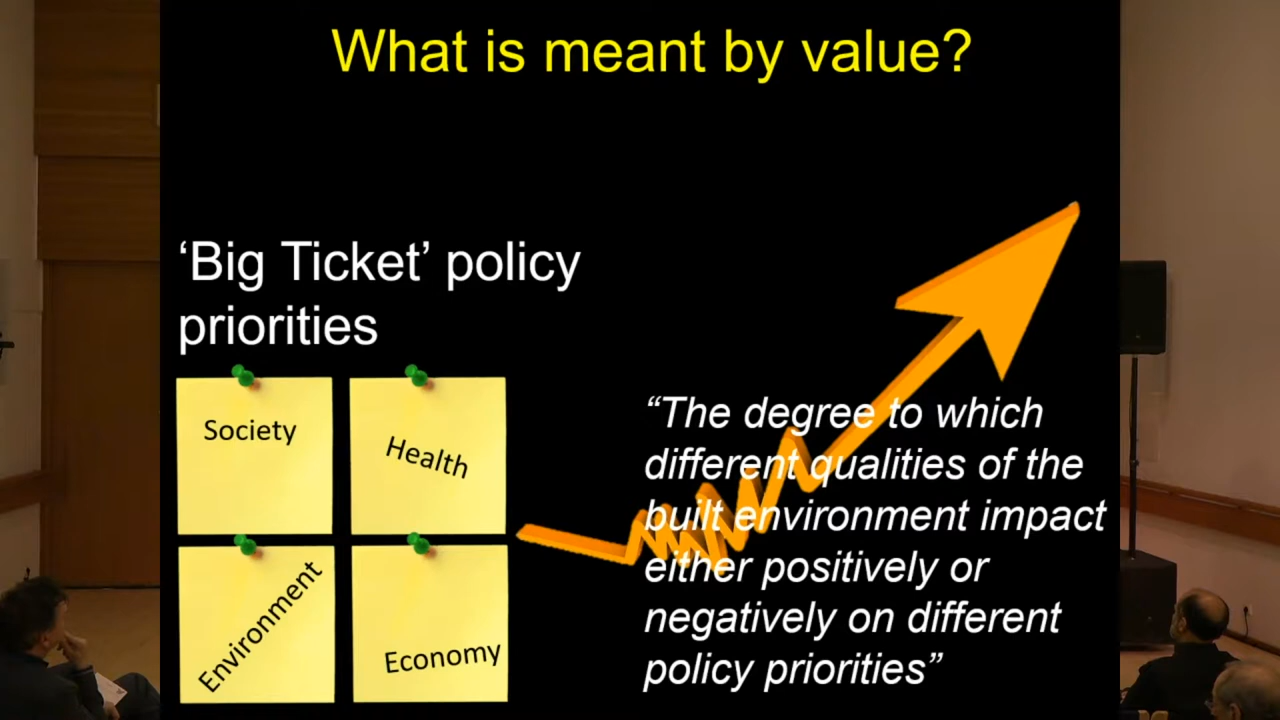 What is meant by value?
‘Big Ticket’ policy
priorities
Society
Health
Environment
Economy
“The degree to which
different qualities of the
built environment impact
either positively or
negatively on different
policy priorities”